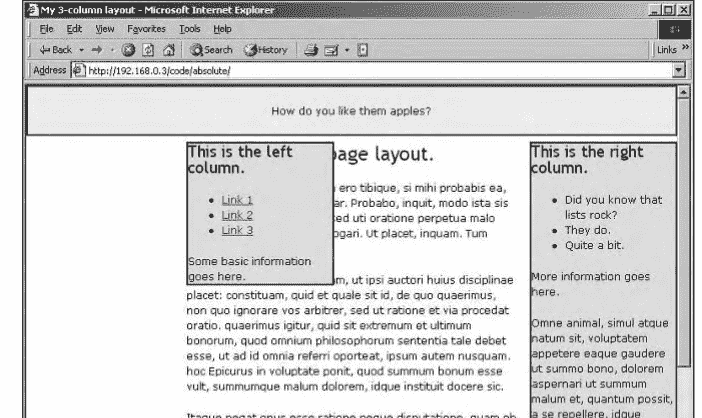 My 3-column layout - Microsoft Internet Explorer
File Edit View Favorites Tools Help
Back Search History Links »
Address http://192.168.0.3/code/absolute/
How do you like them apples?
This is the left
column.
Link 1
Link 2
Link 3
Some basic information
goes here.
page layout.
ero tibique, si mihi probabis ea,
ar. Probabo, inquit, modo ista sis
sed uti oratione perpetua malo
ogari. Ut placet, inquam. Tum
m, ut ipsi auctori huius disciplinae
placet: constituam, quid et quale sit id, de quo quaerimus,
non quo ignorare vos arbitrer, sed ut ratione et via procedat
oratio. quaerimus igitur, quid sit extremum et ultimum
bonorum, quod omnium philosophorum sententia tale debet
esse, ut ad id omnia referri oporteat, ipsum autem nusquam.
hoc Epicurus in voluptate ponit, quod summum bonum esse
vult, summumque malum dolorem, idque instituit docere sic.
This is the right
column.
Did you know that
lists rock?
They do.
Quite a bit.
More information goes
here.
Omne animal, simul atque
natum sit, voluptatem
appetere eaque gaudere
ut summo bono, dolorem
aspernari ut summum
malum et, quantum possit,
a se repellere, idque